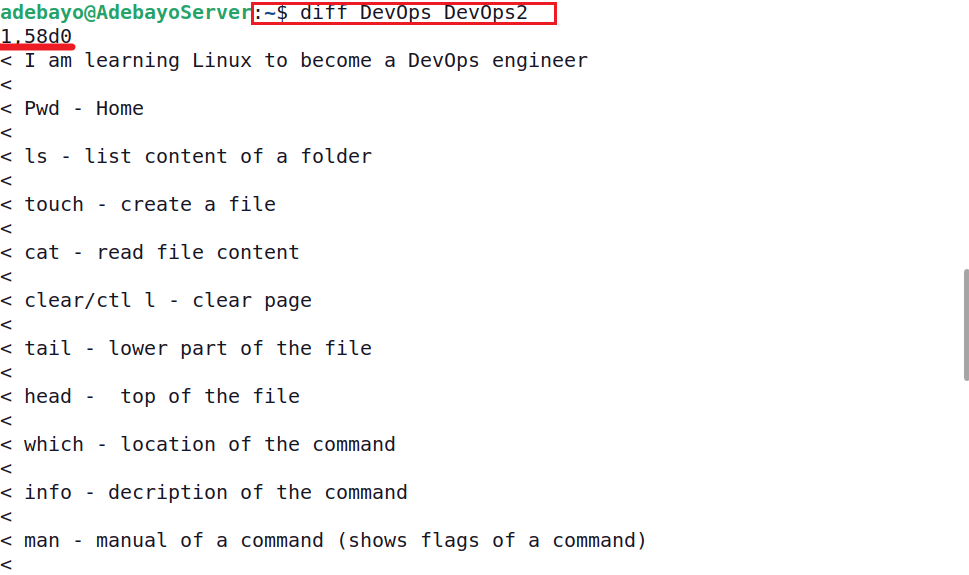 adebayo@AdebayoServer:~$ diff DevOps DevOps2
1,58d0
< I am learning Linux to become a DevOps engineer
<
< Pwd - Home
<
< ls - list content of a folder
<
< touch - create a file
<
< cat - read file content
<
< clear/ctl l - clear page
<
< tail - lower part of the file
<
< head -  top of the file
<
< which - location of the command
<
< info - decription of the command
<
< man - manual of a command (shows flags of a command)
<